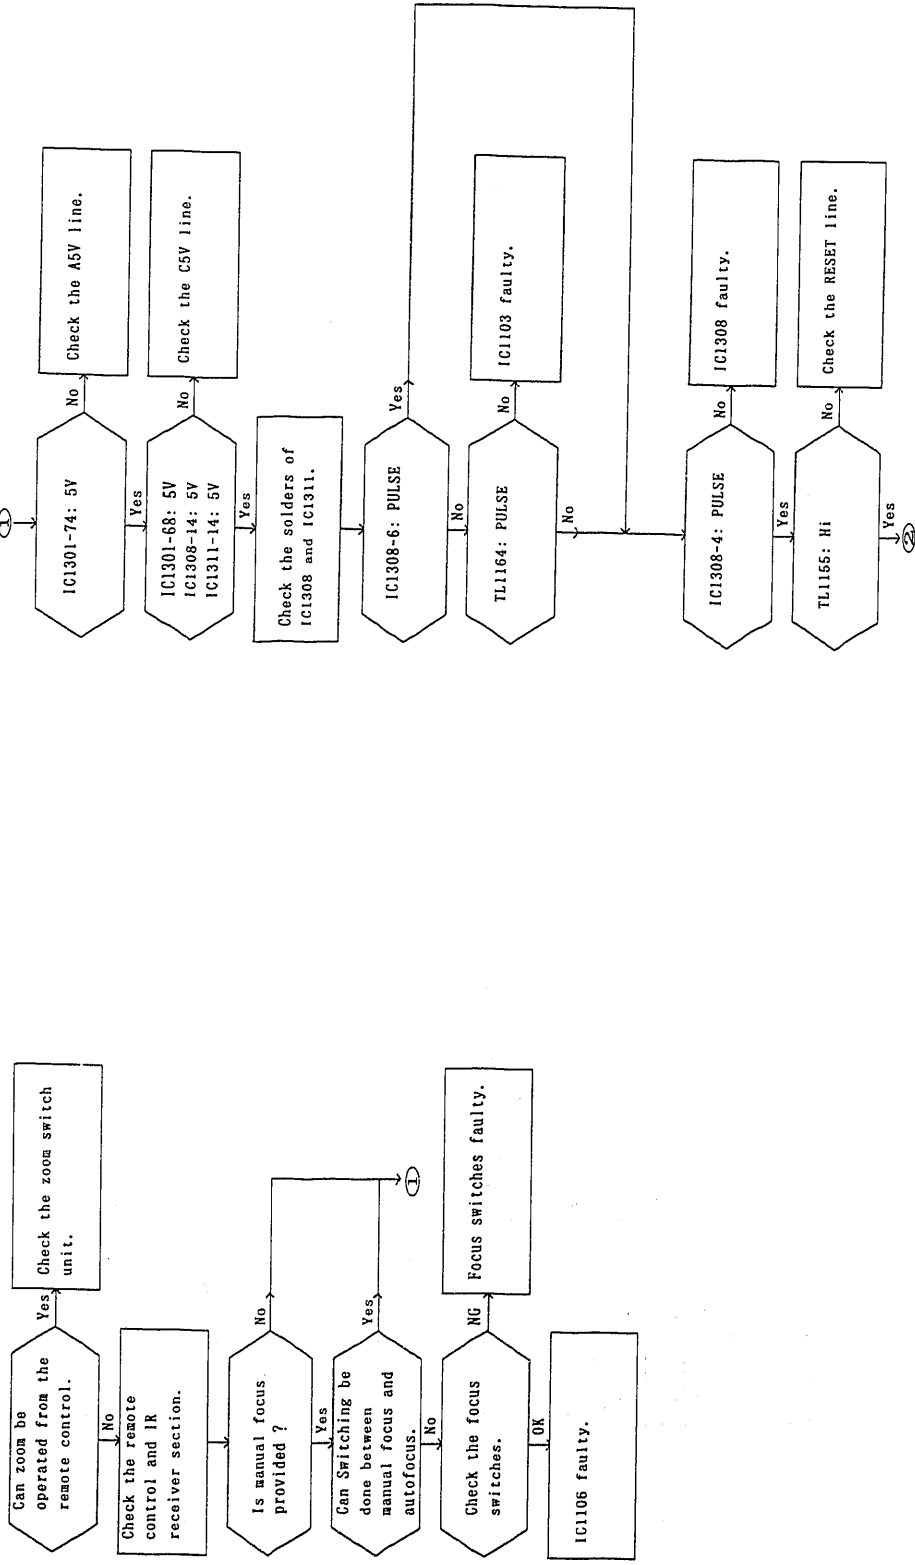 Can zoom be
operated from the
remote control.
Yes
Check the zoom switch
unit.
No
Check the remote
control and IR
receiver section.
Is manual focus
provided ?
No
Yes
Can Switching be
done between
manual focus and
autofocus.
Yes
1
No
Check the focus
switches.
NG
Focus switches faulty.
OK
IC1106 faulty.
1
IC1301-74: 5V
No
Check the A5V line.
Yes
IC1301-68: 5V
IC1308-14: 5V
IC1311-14: 5V
No
Check the C5V line.
Yes
Check the solders of
IC1308 and IC1311.
IC1308-6: PULSE
Yes
No
TL1164: PULSE
No
IC1103 faulty.
No
IC1308-4: PULSE
No
IC1308 faulty.
Yes
TL1155: Hi
No
Check the RESET line.
Yes
2